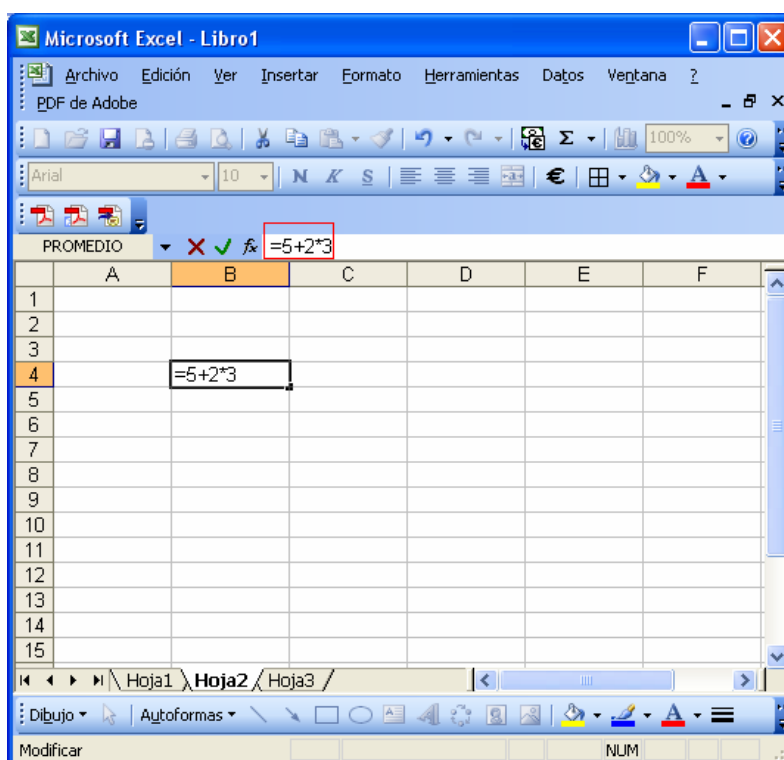 Microsoft Excel - Libro1
Archivo Edición Ver Insertar Formato Herramientas Datos Ventana ?
PDF de Adobe
Σ 100% ?
Arial 10 N K S a € A
PROMEDIO fx =5+2*3
A B C D E F
1
2
3
4 =5+2*3
5
6
7
8
9
10
11
12
13
14
15
Hoja1 Hoja2 Hoja3
Dibujo Autoformas A A
Modificar NUM